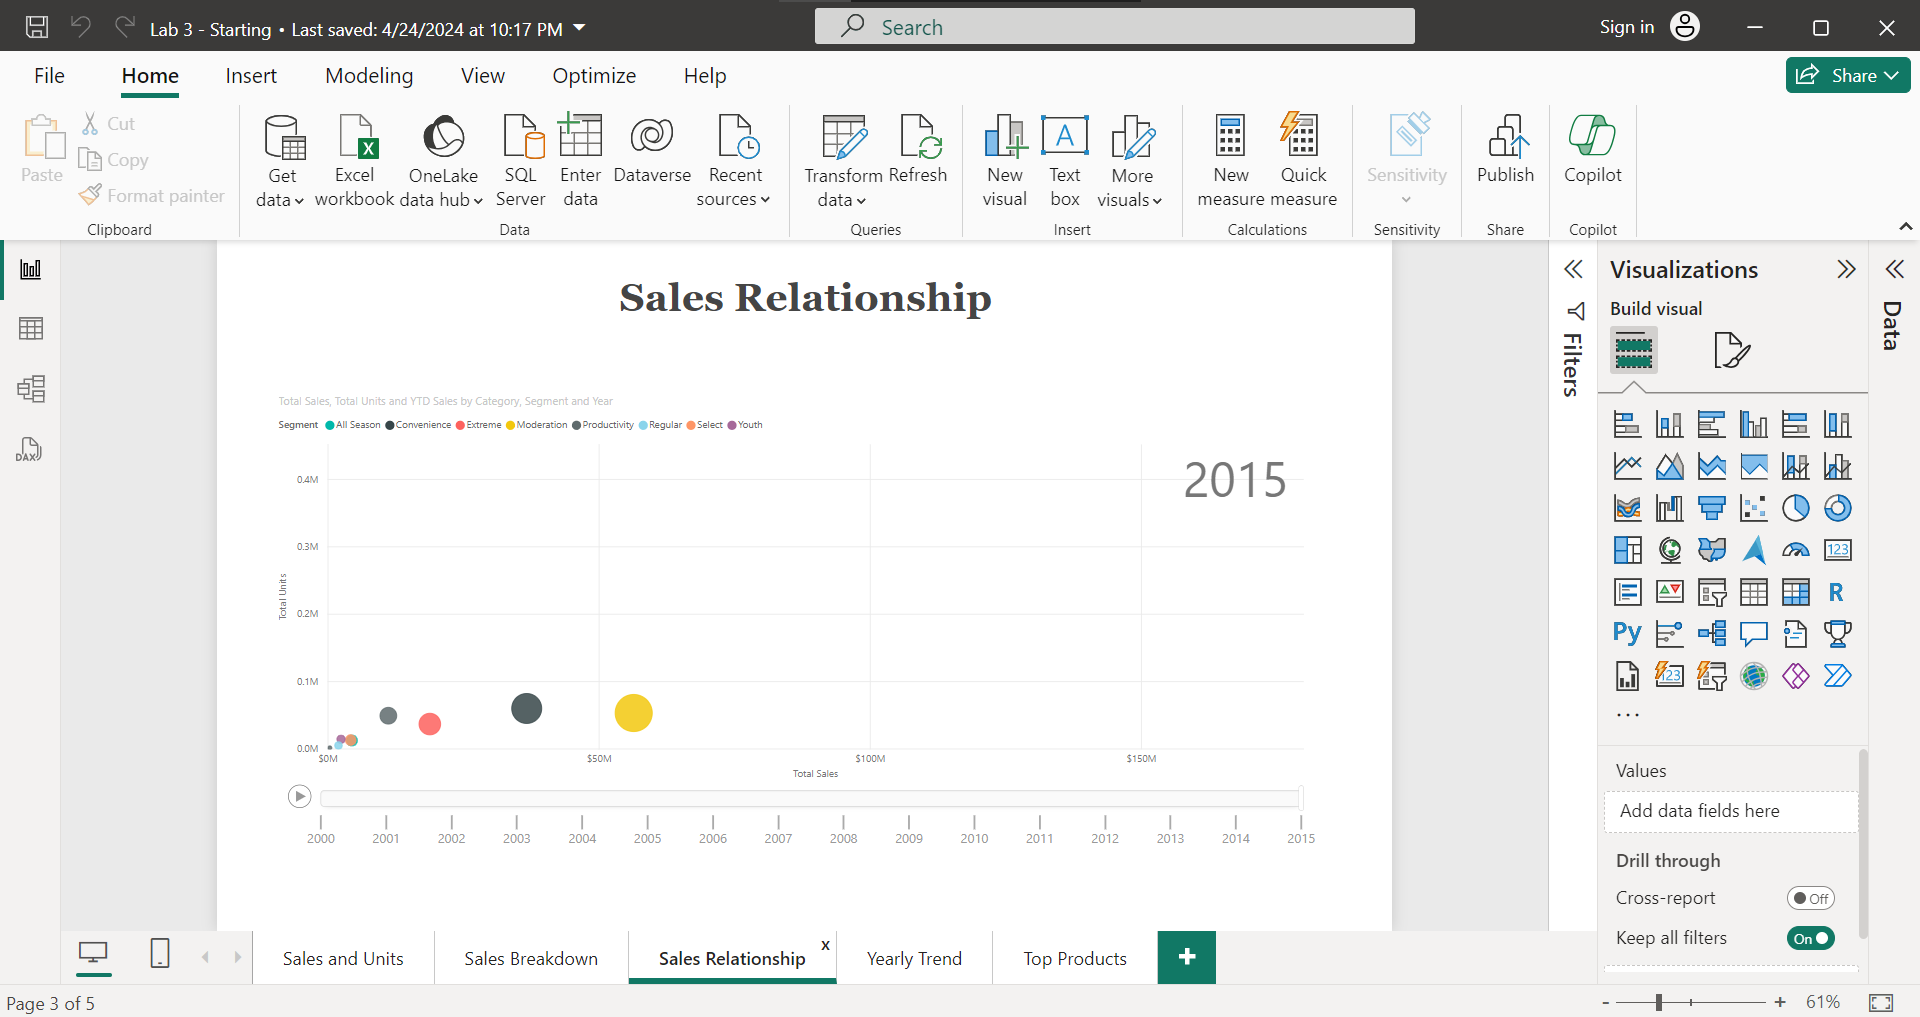 Lab 3 - Starting • Last saved: 4/24/2024 at 10:17 PM
Search
Sign in
File Home Insert Modeling View Optimize Help
Share
Paste
Cut
Copy
Format painter
Clipboard
Get data
Excel workbook
OneLake data hub
SQL Server
Enter data
Dataverse
Recent sources
Data
Transform data
Refresh
Queries
New visual
Text box
More visuals
Insert
New measure
Quick measure
Calculations
Sensitivity
Sensitivity
Publish
Share
Copilot
Copilot
Sales Relationship
Total Sales, Total Units and YTD Sales by Category, Segment and Year
Segment All Season Convenience Extreme Moderation Productivity Regular Select Youth
2015
0.4M
0.3M
0.2M
0.1M
0.0M
Total Units
$0M $50M $100M $150M
Total Sales
2000 2001 2002 2003 2004 2005 2006 2007 2008 2009 2010 2011 2012 2013 2014 2015
Filters
Visualizations
Build visual
123
R
Py
123
...
Values
Add data fields here
Drill through
Cross-report Off
Keep all filters On
Data
DAX
Sales and Units Sales Breakdown Sales Relationship x Yearly Trend Top Products +
Page 3 of 5
- + 61%